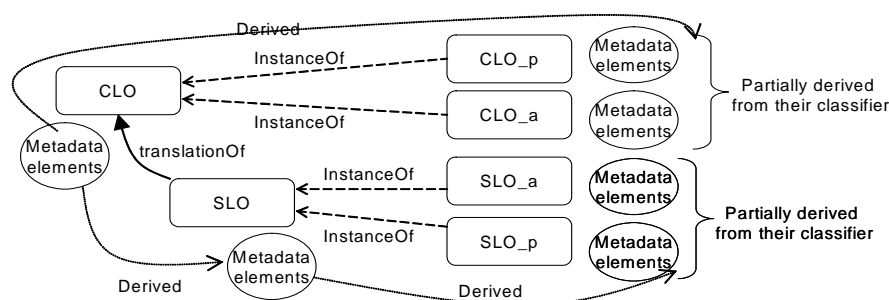 Derived
InstanceOf
CLO_p
Metadata
elements
CLO
Partially derived
from their classifier
InstanceOf
CLO_a
Metadata
elements
Metadata
elements
translationOf
InstanceOf
SLO_a
Metadata
elements
SLO
Partially derived
from their classifier
InstanceOf
SLO_p
Metadata
elements
Metadata
elements
Derived
Derived